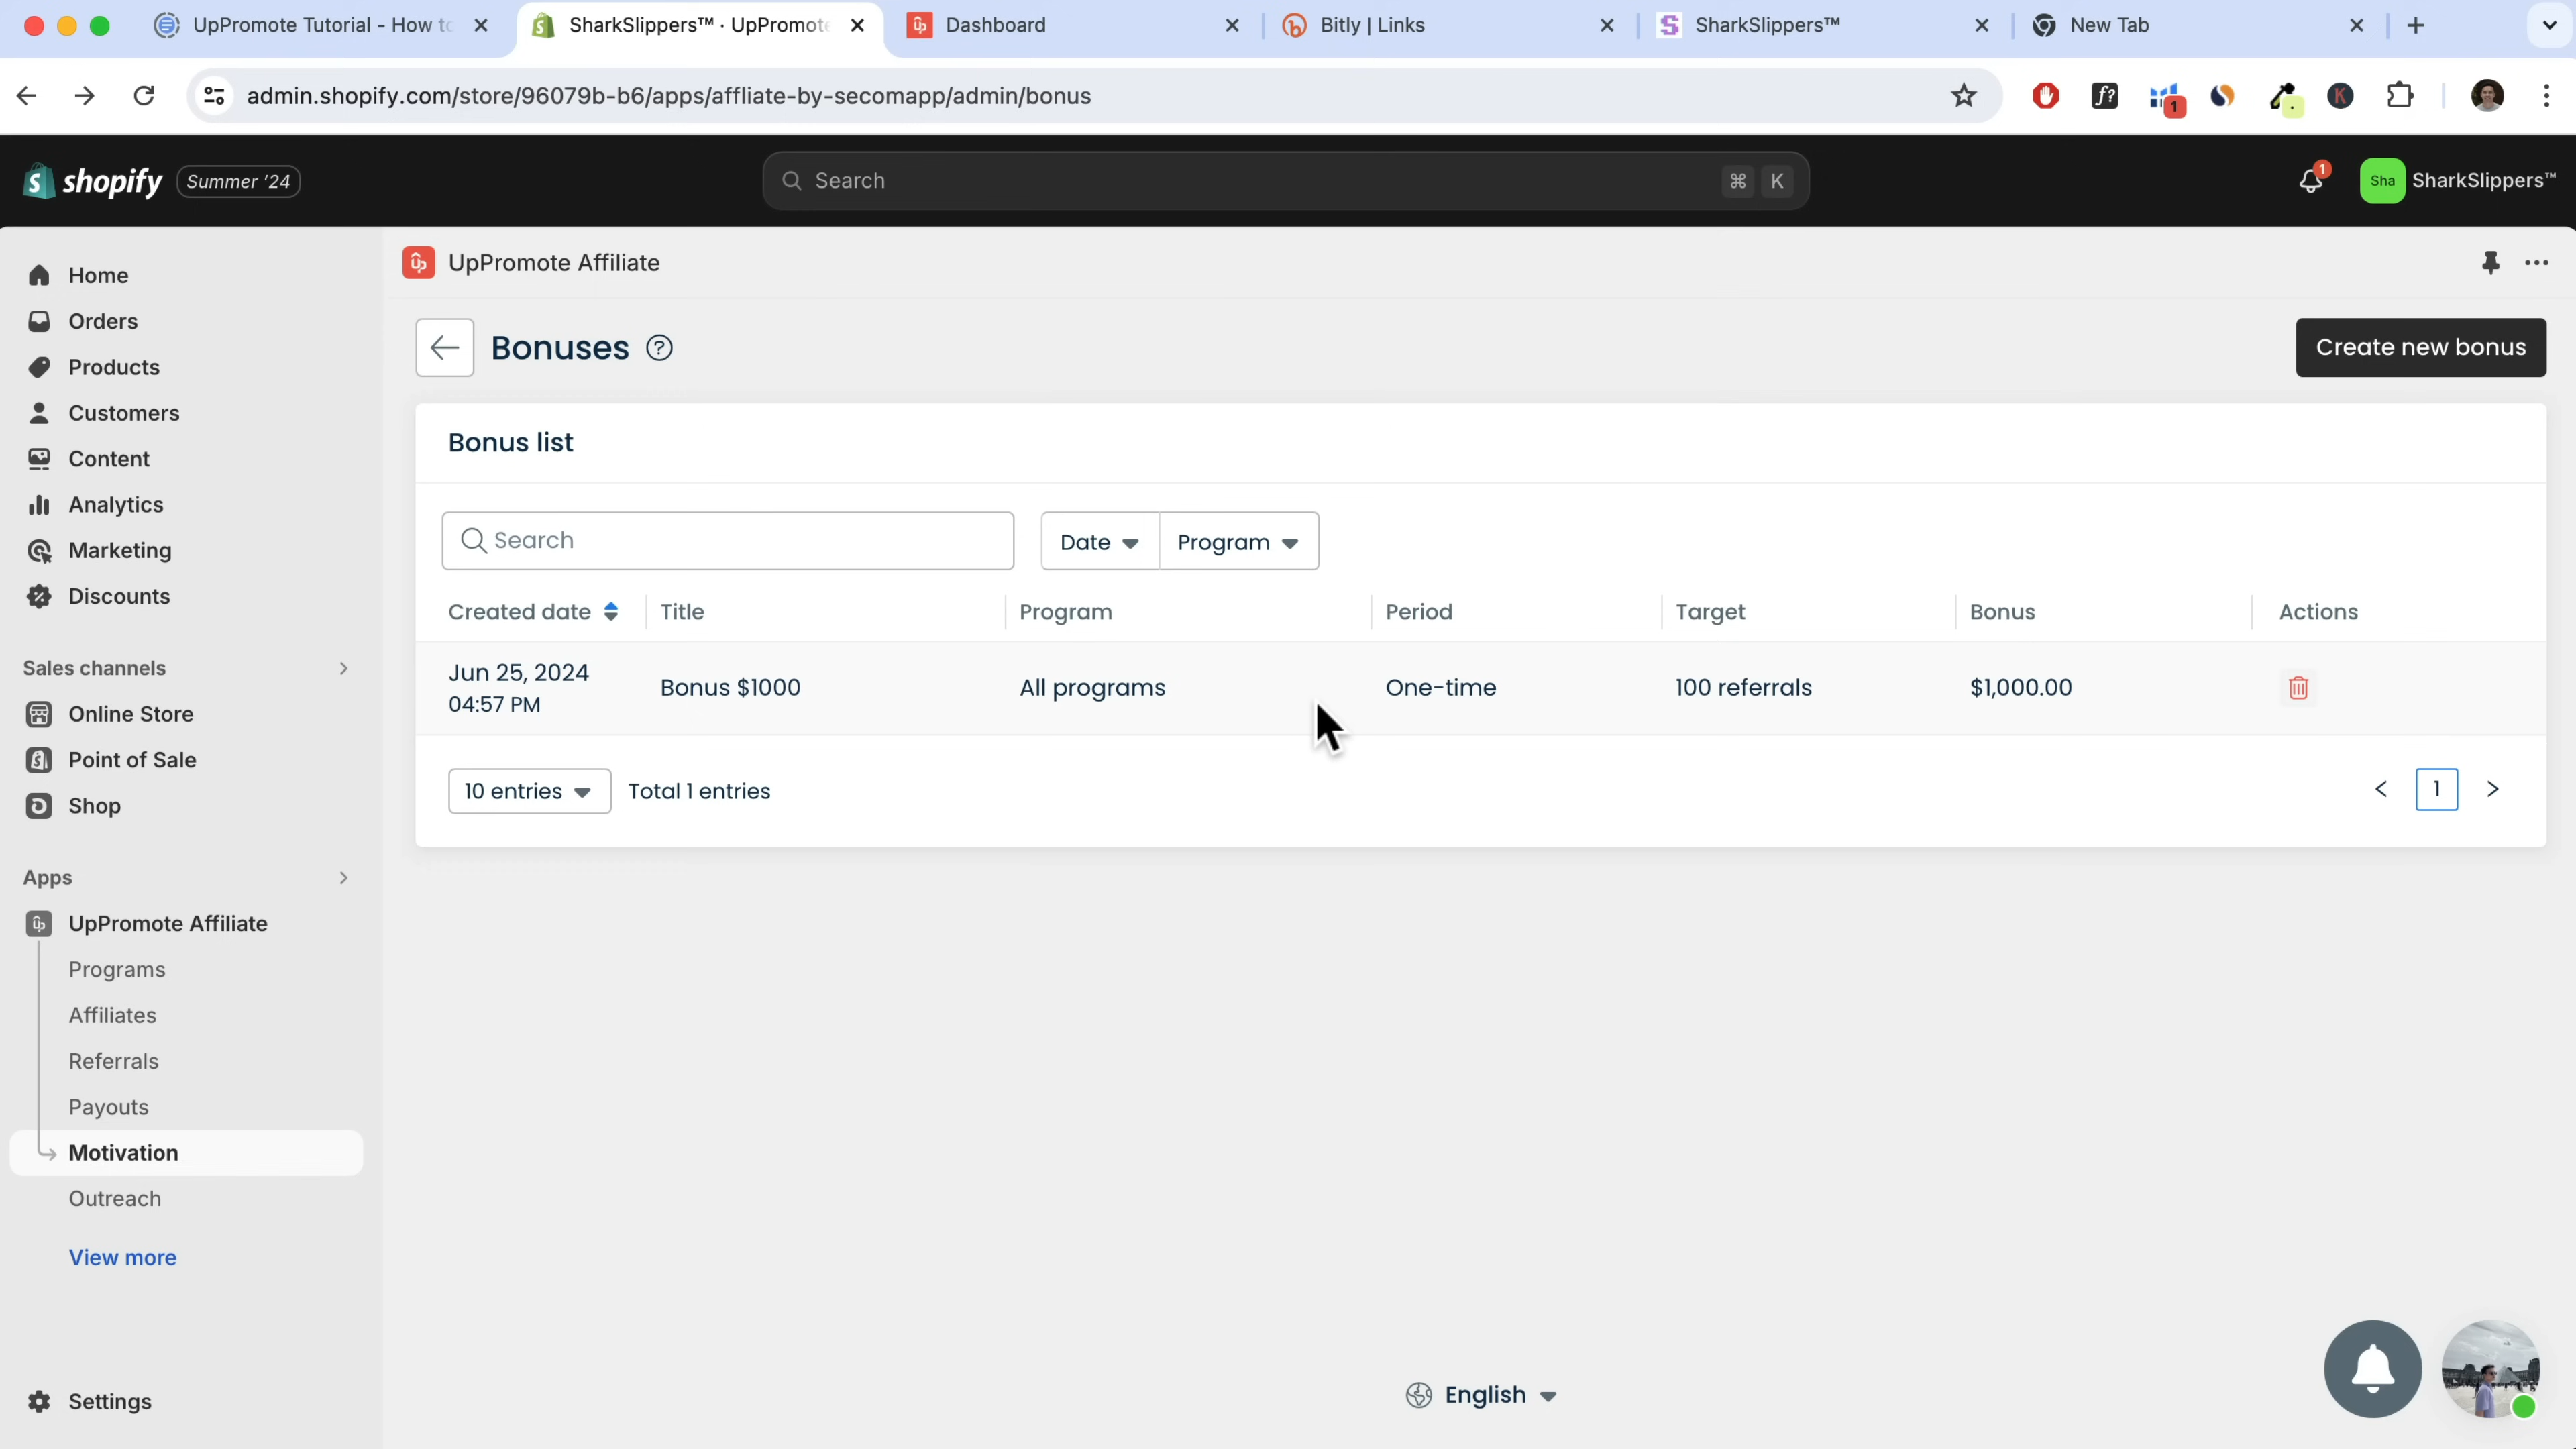 UpPromote Tutorial - How to
SharkSlippers™ · UpPromote
Dashboard
Bitly | Links
SharkSlippers™
New Tab
admin.shopify.com/store/96079b-b6/apps/affliate-by-secomapp/admin/bonus
f?
1
K
shopify
Summer '24
Search
⌘ K
1
Sha
SharkSlippers™
Home
Orders
Products
Customers
Content
Analytics
Marketing
Discounts
Sales channels
Online Store
Point of Sale
Shop
Apps
UpPromote Affiliate
Programs
Affiliates
Referrals
Payouts
Motivation
Outreach
View more
Settings
UpPromote Affiliate
Bonuses ?
Create new bonus
Bonus list
Search
Date
Program
Created date Title Program Period Target Bonus Actions
Jun 25, 2024
04:57 PM
Bonus $1000 All programs One-time 100 referrals $1,000.00
10 entries Total 1 entries
1
English